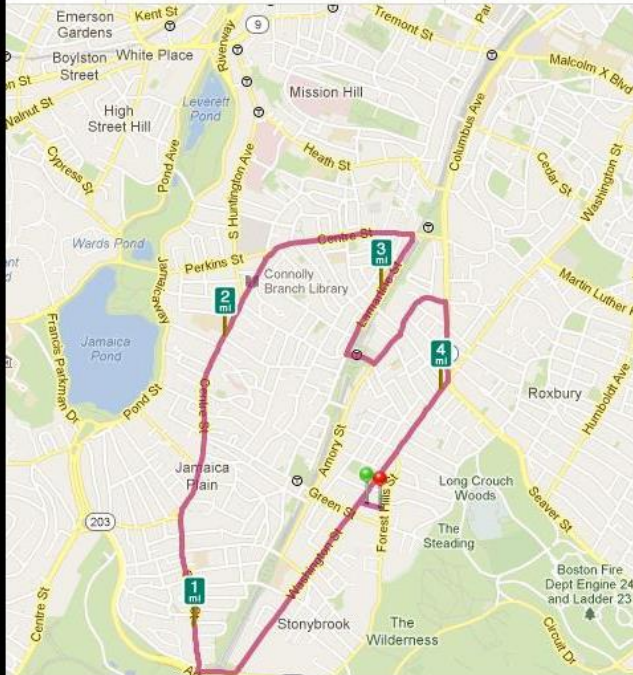 Emerson
Gardens
Kent St
9
Tremont St
Boylston
Street
White Place
Riverway
Malcolm X Blvd
Walnut St
High
Street Hill
Leverett
Pond
Mission Hill
Columbus Ave
Cypress St
Pond Ave
S Huntington Ave
Heath St
Cedar St
Washington St
Wards Pond
Perkins St
Centre St
3
mi
Jamaicaway
Connolly
Branch Library
Lamartine St
Martin Luther
2
mi
Francis Parkman Dr
Jamaica
Pond
4
mi
Pond St
Centre St
Roxbury
Humboldt Ave
Amory St
Jamaica
Plain
Long Crouch
Woods
Seaver St
Green St
Forest Hills St
203
The
Steading
Washington St
1
mi
Boston Fire
Dept Engine 24
and Ladder 23
Centre St
Stonybrook
The
Wilderness
Circuit Dr